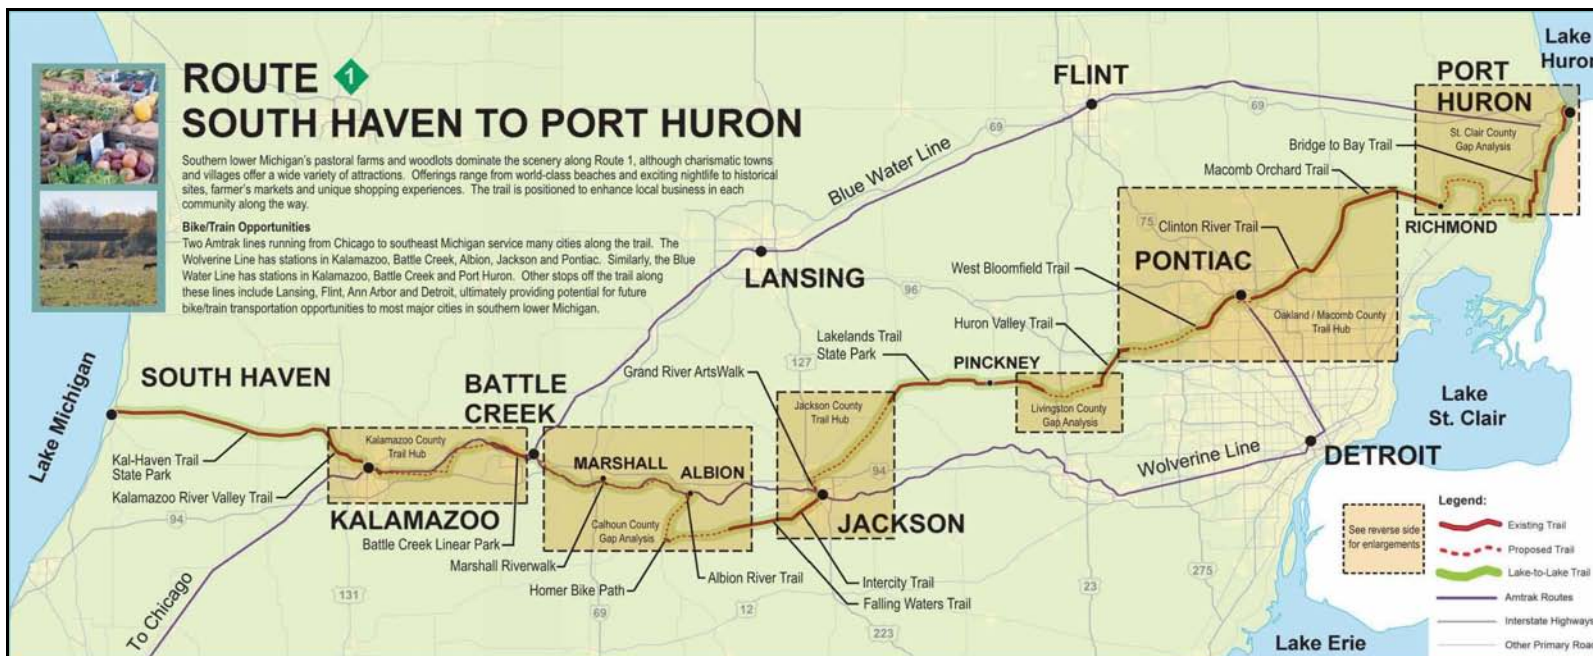 ROUTE 1
SOUTH HAVEN TO PORT HURON
Southern lower Michigan's pastoral farms and woodlots dominate the scenery along Route 1, although charismatic towns
and villages offer a wide variety of attractions. Offerings range from world-class beaches and exciting nightlife to historical
sites, farmer's markets and unique shopping experiences. The trail is positioned to enhance local business in each
community along the way.
Bike/Train Opportunities
Two Amtrak lines running from Chicago to southeast Michigan service many cities along the trail. The
Wolverine Line has stations in Kalamazoo, Battle Creek, Albion, Jackson and Pontiac. Similarly, the Blue
Water Line has stations in Kalamazoo, Battle Creek and Port Huron. Other stops off the trail along
these lines include Lansing, Flint, Ann Arbor and Detroit, ultimately providing potential for future
bike/train transportation opportunities to most major cities in southern lower Michigan.
Lake
Huron
FLINT
PORT
HURON
St. Clair County
Gap Analysis
69
69
Bridge to Bay Trail
Macomb Orchard Trail
Blue Water Line
75
Clinton River Trail
RICHMOND
PONTIAC
West Bloomfield Trail
LANSING
96
Oakland / Macomb County
Trail Hub
Huron Valley Trail
Lakelands Trail
State Park
127
PINCKNEY
Grand River ArtsWalk
Lake Michigan
SOUTH HAVEN
BATTLE
CREEK
Jackson County
Trail Hub
Livingston County
Gap Analysis
Lake
St. Clair
Kalamazoo County
Trail Hub
Kal-Haven Trail
State Park
Kalamazoo River Valley Trail
MARSHALL
ALBION
94
Wolverine Line
DETROIT
94
KALAMAZOO
Battle Creek Linear Park
Calhoun County
Gap Analysis
JACKSON
Marshall Riverwalk
Homer Bike Path
Albion River Trail
Intercity Trail
Falling Waters Trail
To Chicago
131
69
12
223
23
275
Lake Erie
See reverse side
for enlargements
Legend:
Existing Trail
Proposed Trail
Lake-to-Lake Trail
Amtrak Routes
Interstate Highways
Other Primary Roa